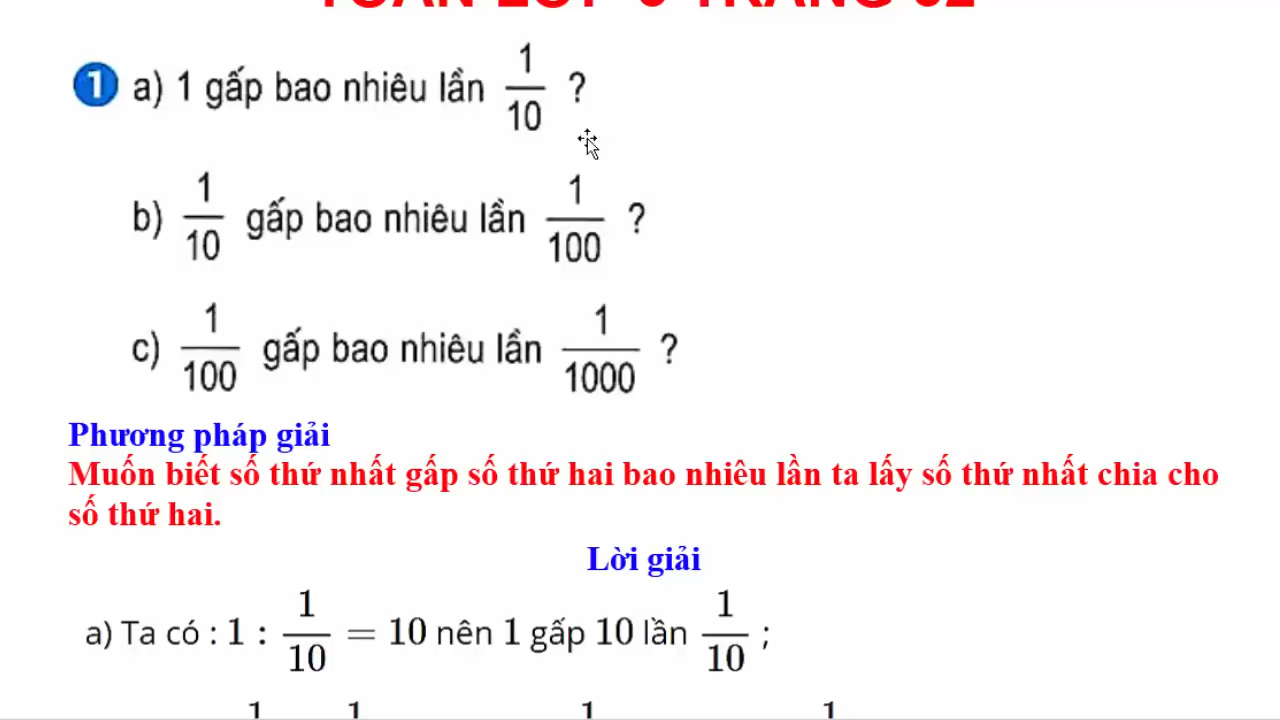 1 a) 1 gấp bao nhiêu lần 1/10 ?
b) 1/10 gấp bao nhiêu lần 1/100 ?
c) 1/100 gấp bao nhiêu lần 1/1000 ?
Phương pháp giải
Muốn biết số thứ nhất gấp số thứ hai bao nhiêu lần ta lấy số thứ nhất chia cho
số thứ hai.
Lời giải
a) Ta có : 1 : 1/10 = 10 nên 1 gấp 10 lần 1/10 ;